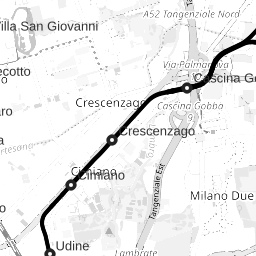 A52 Tangenziale Nord
Villa San Giovanni
Via Palmanova
Cascina Go
Crescenzago
Cascina Gobba
Crescenzago
Cimiano
Cimiano
Milano Due
Tangenziale Est
Udine
Lambrate